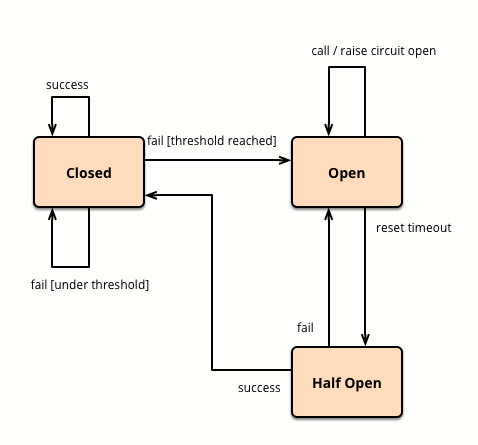 call / raise circuit open
success
fail [threshold reached]
Closed
Open
reset timeout
fail [under threshold]
fail
Half Open
success